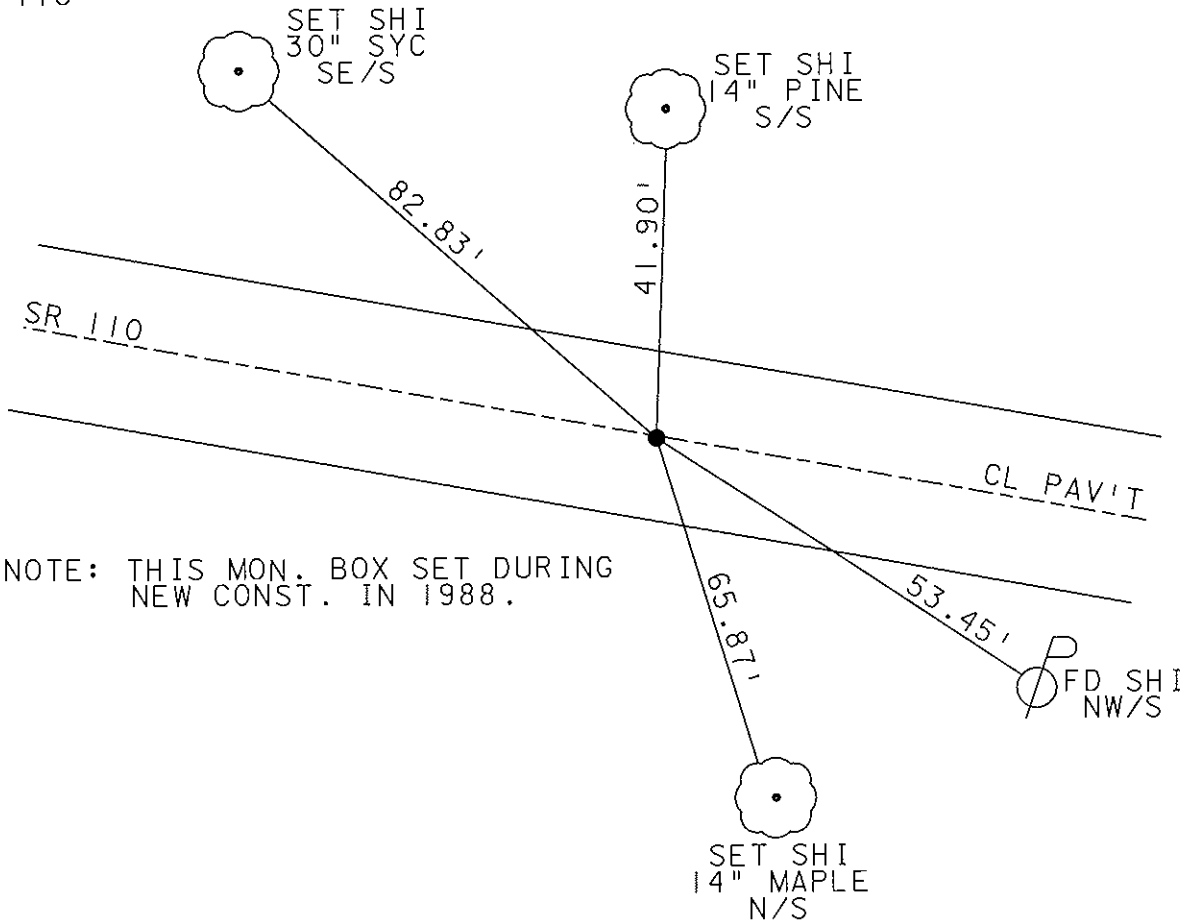 SET SHI
30" SYC
SE/S
SET SHI
14" PINE
S/S
82.83'
41.90'
SR 110
CL PAV'T
NOTE: THIS MON. BOX SET DURING
NEW CONST. IN 1988.
65.87'
53.45'
FD SHI
NW/S
SET SHI
14" MAPLE
N/S